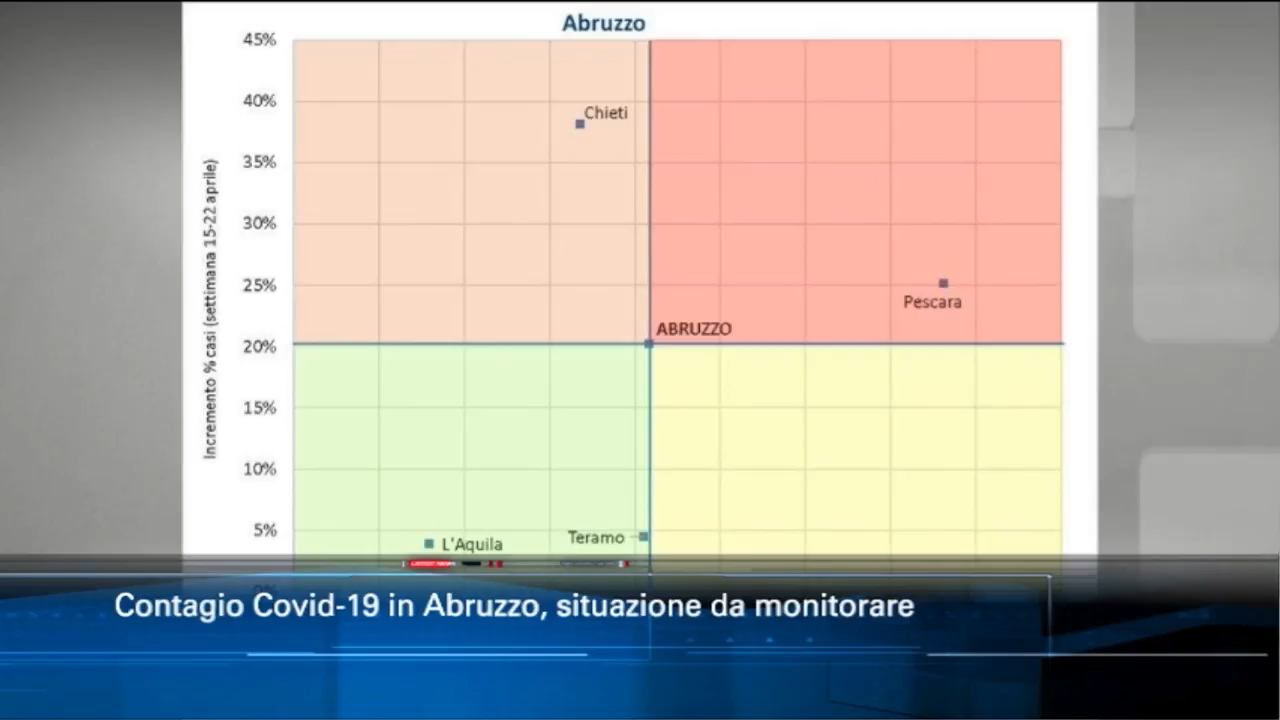 Abruzzo
45%
40%
35%
30%
25%
20%
15%
10%
5%
Incremento % casi (settimana 15-22 aprile)
Chieti
Pescara
ABRUZZO
L'Aquila
Teramo
Contagio Covid-19 in Abruzzo, situazione da monitorare